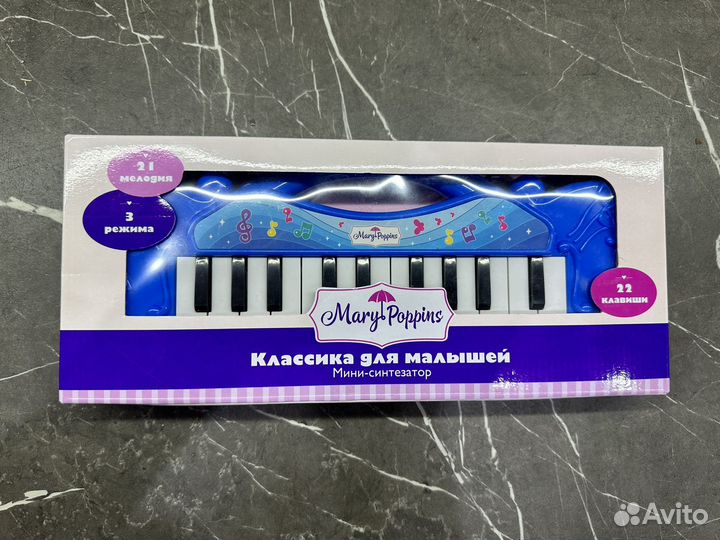 21
мелодия
3
режима
Mary Poppins
22
клавиши
Mary Poppins
Классика для малышей
Мини-синтезатор
Avito